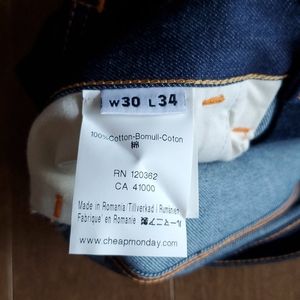 W30 L34
100%Cotton-Bomull-Coton
綿
RN 120362
CA 41000
Made in Romania/Tillverkad i Rumänien
Fabriqué en Romanie
www.cheapmonday.com